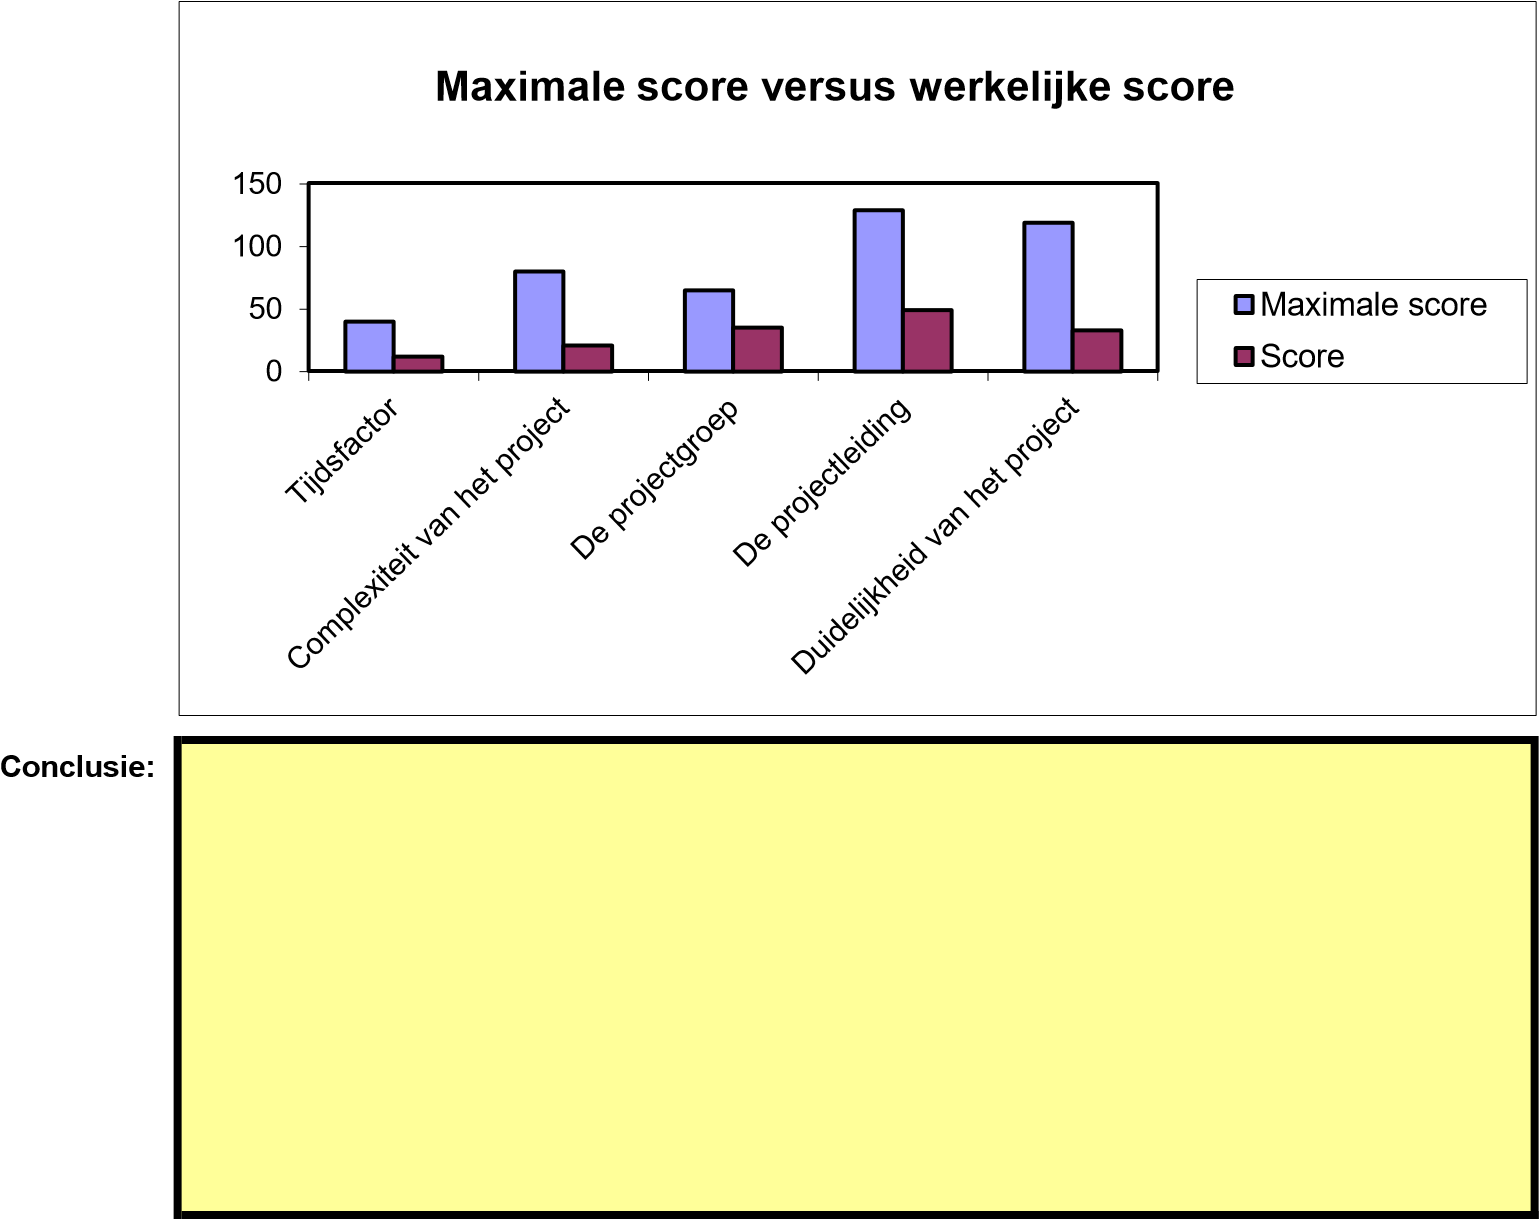 Maximale score versus werkelijke score
150
100
50
0
Maximale score
Score
Tijdsfactor
Complexiteit van het project
De projectgroep
De projectleiding
Duidelijkheid van het project
Conclusie: